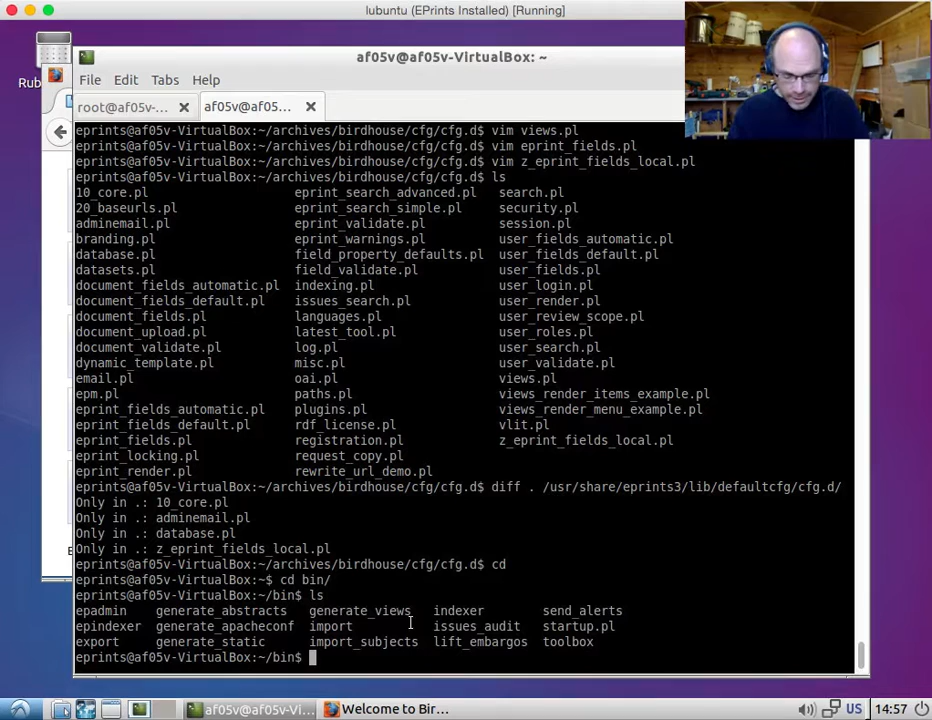 lubuntu (EPrints Installed) [Running]
Rub
af05v@af05v-VirtualBox: ~
File Edit Tabs Help
root@af05v-... af05v@af05...
eprints@af05v-VirtualBox:~/archives/birdhouse/cfg/cfg.d$ vim views.pl
eprints@af05v-VirtualBox:~/archives/birdhouse/cfg/cfg.d$ vim eprint_fields.pl
eprints@af05v-VirtualBox:~/archives/birdhouse/cfg/cfg.d$ vim z_eprint_fields_local.pl
eprints@af05v-VirtualBox:~/archives/birdhouse/cfg/cfg.d$ ls
10_core.pl eprint_search_advanced.pl search.pl
20_baseurls.pl eprint_search_simple.pl security.pl
adminemail.pl eprint_validate.pl session.pl
branding.pl eprint_warnings.pl user_fields_automatic.pl
database.pl field_property_defaults.pl user_fields_default.pl
datasets.pl field_validate.pl user_fields.pl
document_fields_automatic.pl indexing.pl user_login.pl
document_fields_default.pl issues_search.pl user_render.pl
document_fields.pl languages.pl user_review_scope.pl
document_upload.pl latest_tool.pl user_roles.pl
document_validate.pl log.pl user_search.pl
dynamic_template.pl misc.pl user_validate.pl
email.pl oai.pl views.pl
epm.pl paths.pl views_render_items_example.pl
eprint_fields_automatic.pl plugins.pl views_render_menu_example.pl
eprint_fields_default.pl rdf_license.pl vlit.pl
eprint_fields.pl registration.pl z_eprint_fields_local.pl
eprint_locking.pl request_copy.pl
eprint_render.pl rewrite_url_demo.pl
eprints@af05v-VirtualBox:~/archives/birdhouse/cfg/cfg.d$ diff . /usr/share/eprints3/lib/defaultcfg/cfg.d/
Only in .: 10_core.pl
Only in .: adminemail.pl
Only in .: database.pl
Only in .: z_eprint_fields_local.pl
eprints@af05v-VirtualBox:~/archives/birdhouse/cfg/cfg.d$ cd
eprints@af05v-VirtualBox:~$ cd bin/
eprints@af05v-VirtualBox:~/bin$ ls
epadmin generate_abstracts generate_views indexer send_alerts
epindexer generate_apacheconf import issues_audit startup.pl
export generate_static import_subjects lift_embargos toolbox
eprints@af05v-VirtualBox:~/bin$
af05v@af05v-Vi... Welcome to Bir... US 14:57